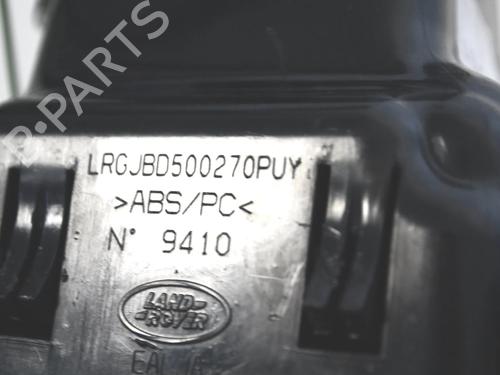 B-PARTS
LRGJBD500270PUY
>ABS/PC<
N° 9410
LAND-
-ROVER